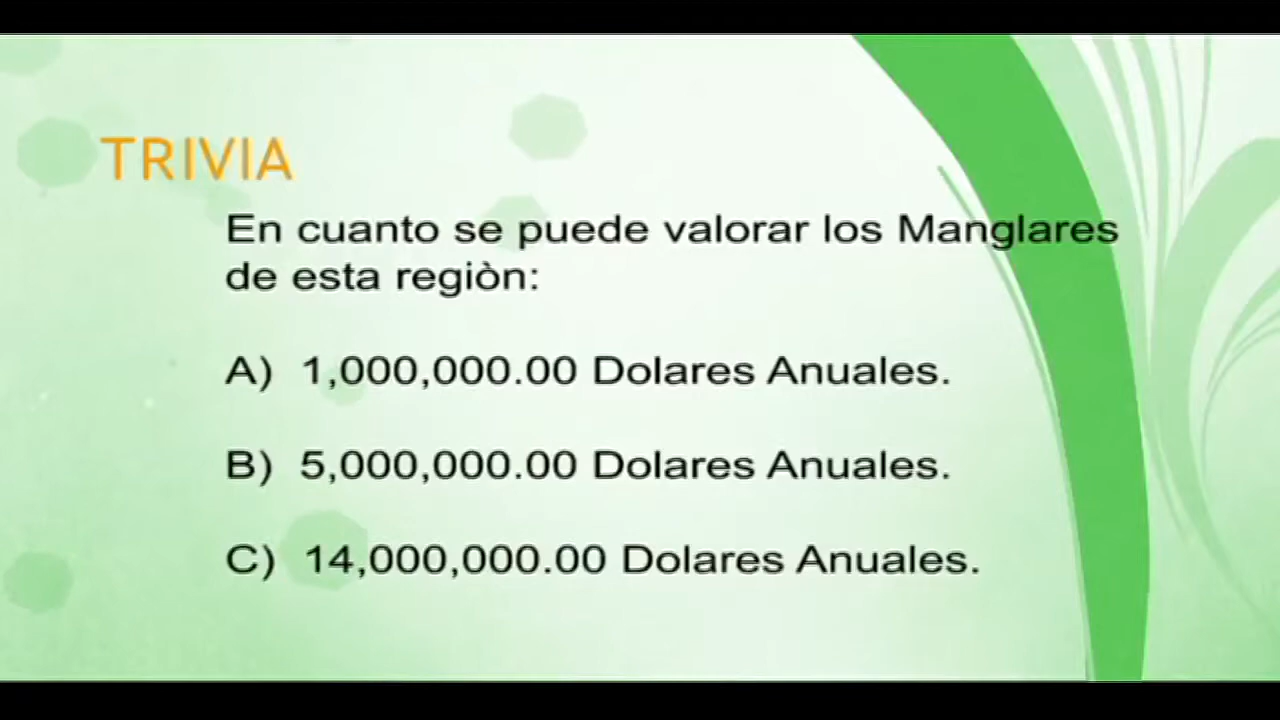 TRIVIA
En cuanto se puede valorar los Manglares
de esta regiòn:
A) 1,000,000.00 Dolares Anuales.
B) 5,000,000.00 Dolares Anuales.
C) 14,000,000.00 Dolares Anuales.